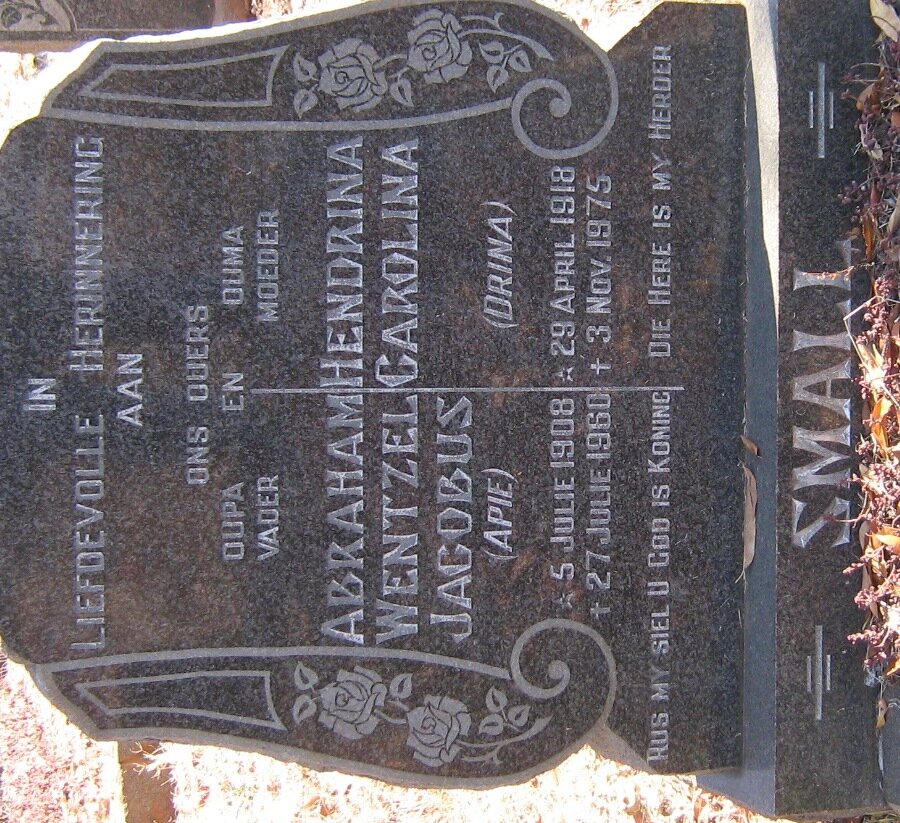 IN
LIEFDEVOLLE HERINNERING
AAN
ONS OUERS
OUPA EN OUMA
VADER MOEDER
ABRAHAM HENDRINA
WENTZEL CAROLINA
JACOBUS
(APIE) (DRINA)
☆ 5 JULIE 1908 ☆ 29 APRIL 1918
+ 27 JULIE 1960 + 3 NOV. 1975
RUS MY SIEL U GOD IS KONING DIE HERE IS MY HERDER
SMALL